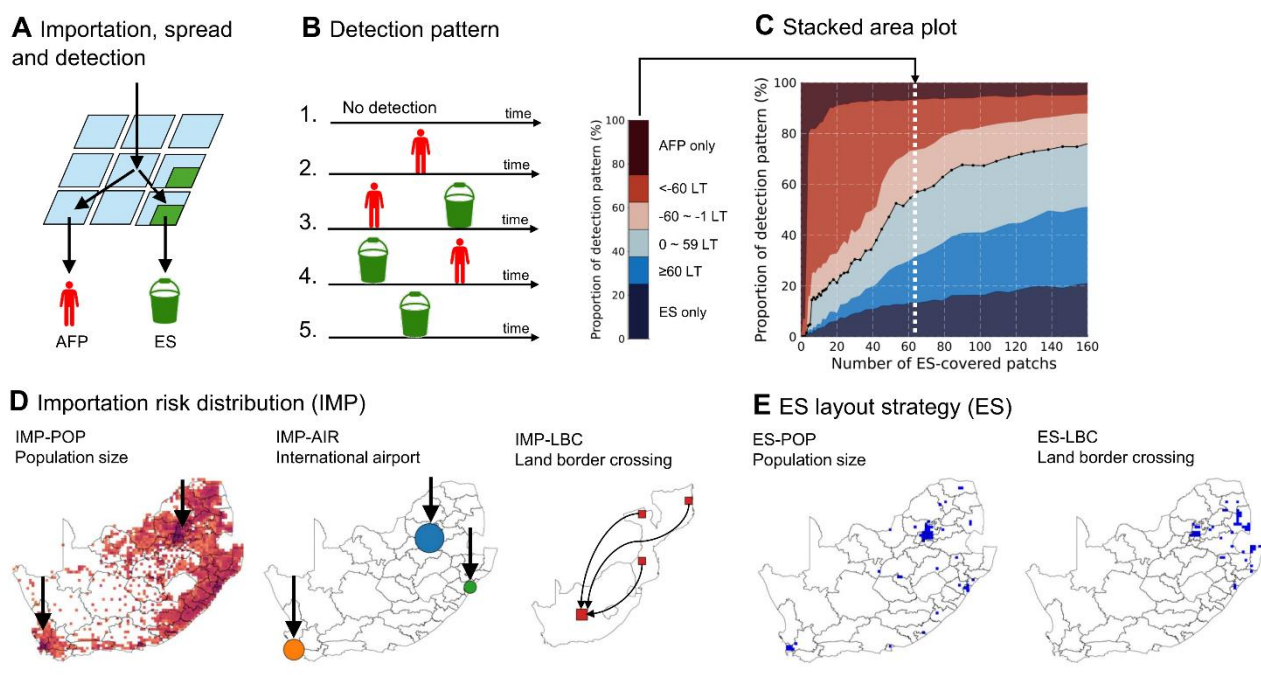 A Importation, spread
and detection
AFP
ES
B Detection pattern
1.
No detection
time
2.
time
3.
time
4.
time
5.
time
Proportion of detection pattern (%)
100
80
60
40
20
0
AFP only
<-60 LT
-60 ~ -1 LT
0 ~ 59 LT
≥60 LT
ES only
C Stacked area plot
Proportion of detection pattern (%)
100
80
60
40
20
0
0 20 40 60 80 100 120 140 160
Number of ES-covered patchs
D Importation risk distribution (IMP)
IMP-POP
Population size
IMP-AIR
International airport
IMP-LBC
Land border crossing
E ES layout strategy (ES)
ES-POP
Population size
ES-LBC
Land border crossing